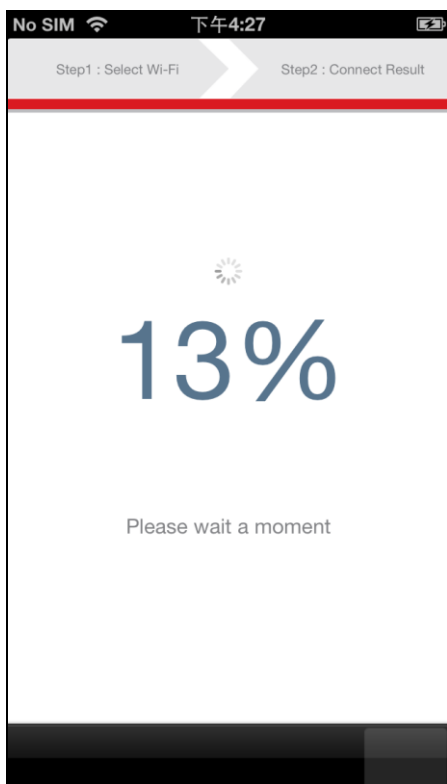 No SIM 下午4:27
Step1 : Select Wi-Fi Step2 : Connect Result
13%
Please wait a moment